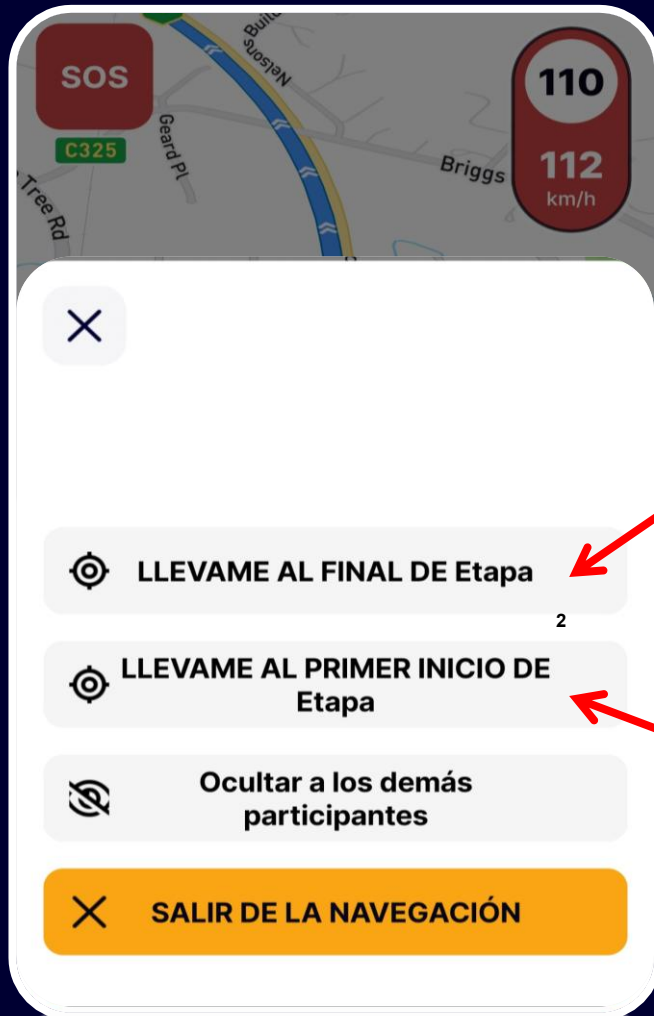 SOS
C325
Geard Pl
Tree Rd
Nelsons
Briggs
110
112
km/h
LLEVAME AL FINAL DE Etapa
2
LLEVAME AL PRIMER INICIO DE
Etapa
Ocultar a los demás
participantes
SALIR DE LA NAVEGACIÓN